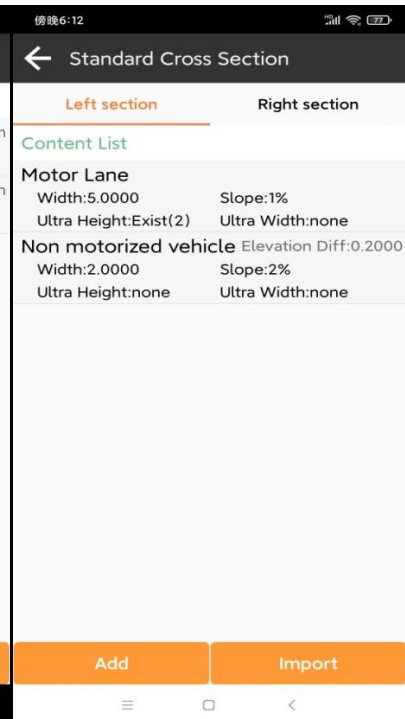 傍晚6:12
HD 77
Standard Cross Section
Left section Right section
Content List
Motor Lane
Width:5.0000 Slope:1%
Ultra Height:Exist(2) Ultra Width:none
Non motorized vehicle Elevation Diff:0.2000
Width:2.0000 Slope:2%
Ultra Height:none Ultra Width:none
Add Import